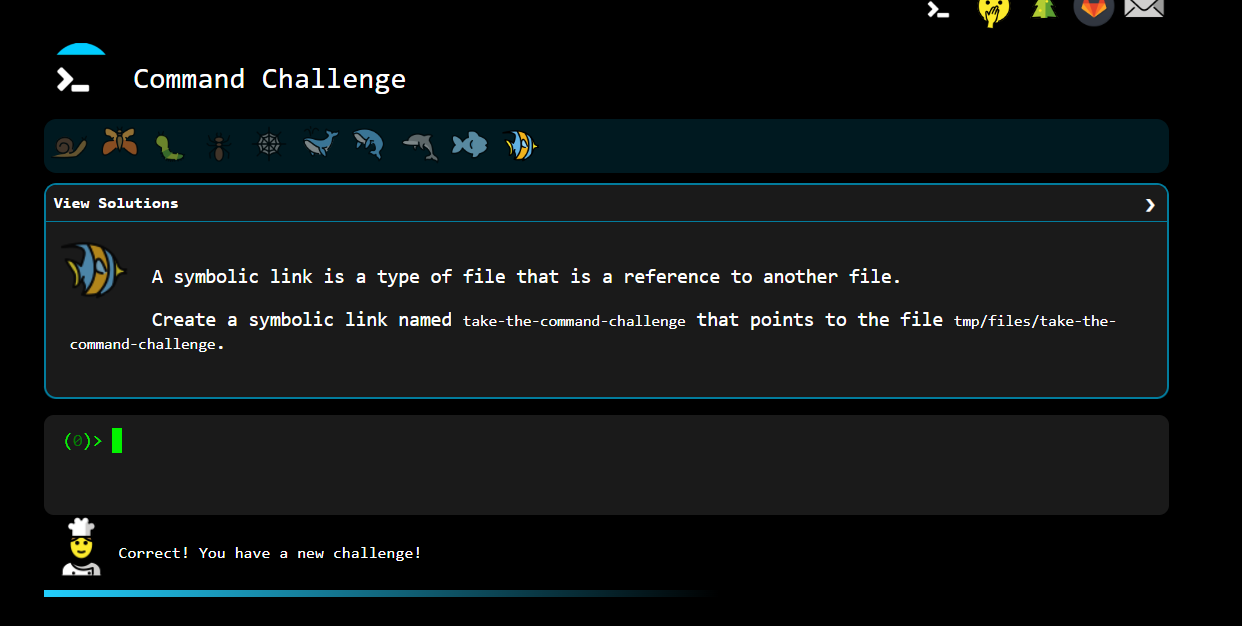 Command Challenge
View Solutions
A symbolic link is a type of file that is a reference to another file.
Create a symbolic link named take-the-command-challenge that points to the file tmp/files/take-the-
command-challenge.
(0)>
Correct! You have a new challenge!